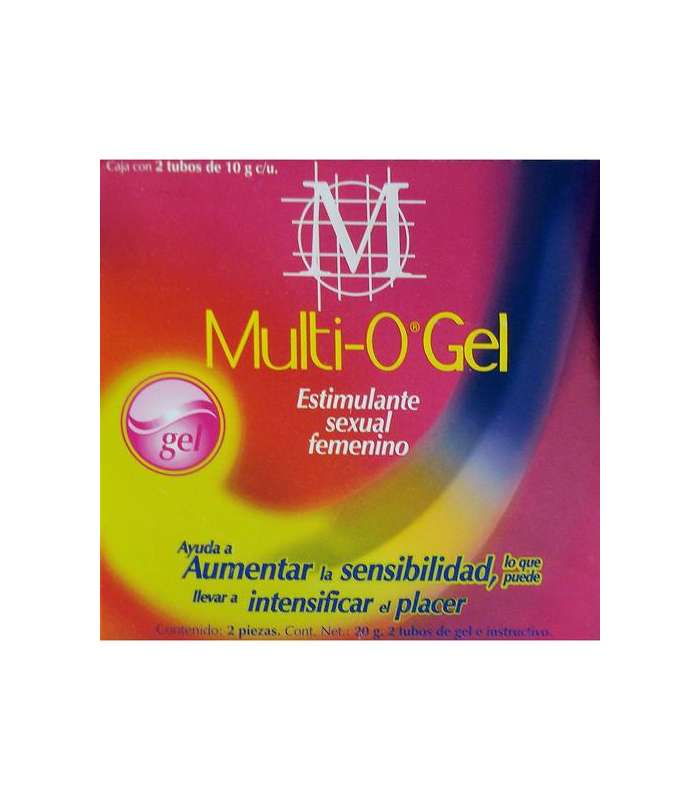 Caja con 2 tubos de 10 g c/u.
M
Multi-O® Gel
Estimulante
sexual
femenino
gel
Ayuda a
Aumentar la sensibilidad, lo que puede
llevar a intensificar el placer
Contenido: 2 piezas. Cont. Net.: 20 g. 2 tubos de gel e instructivo.